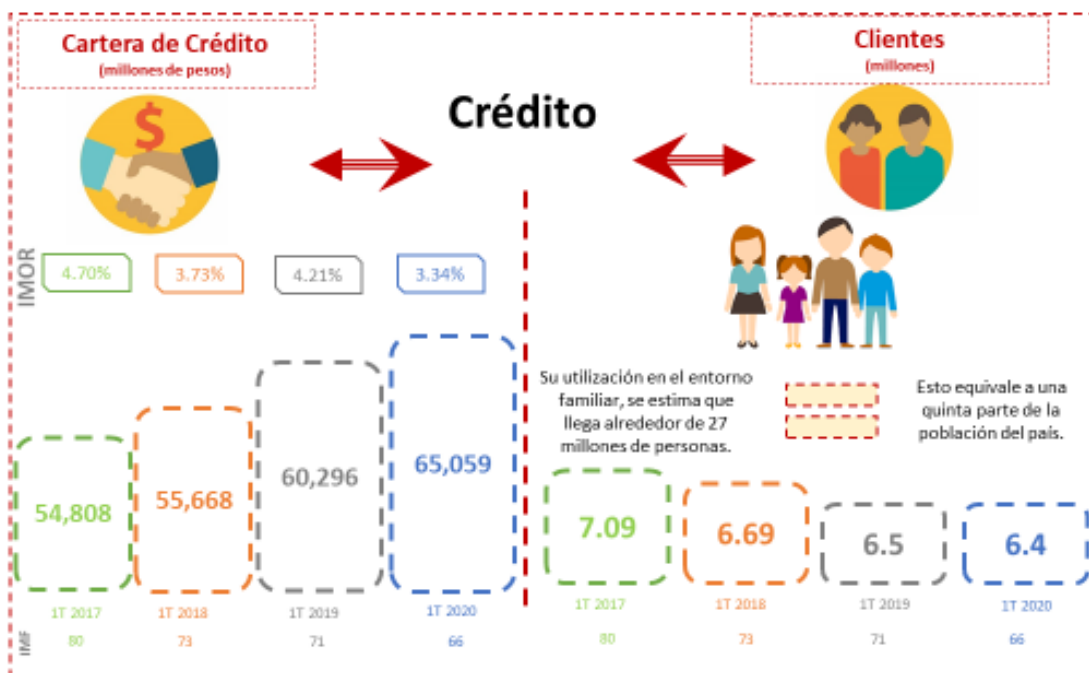 Cartera de Crédito
(millones de pesos)
Clientes
(millones)
Crédito
$
IMOR
4.70%
3.73%
4.21%
3.34%
Su utilización en el entorno
familiar, se estima que
llega alrededor de 27
millones de personas.
Esto equivale a una
quinta parte de la
población del país.
54,808
55,668
60,296
65,059
7.09
6.69
6.5
6.4
1T 2017
1T 2018
1T 2019
1T 2020
1T 2017
1T 2018
1T 2019
1T 2020
IMF
80
73
71
66
80
73
71
66